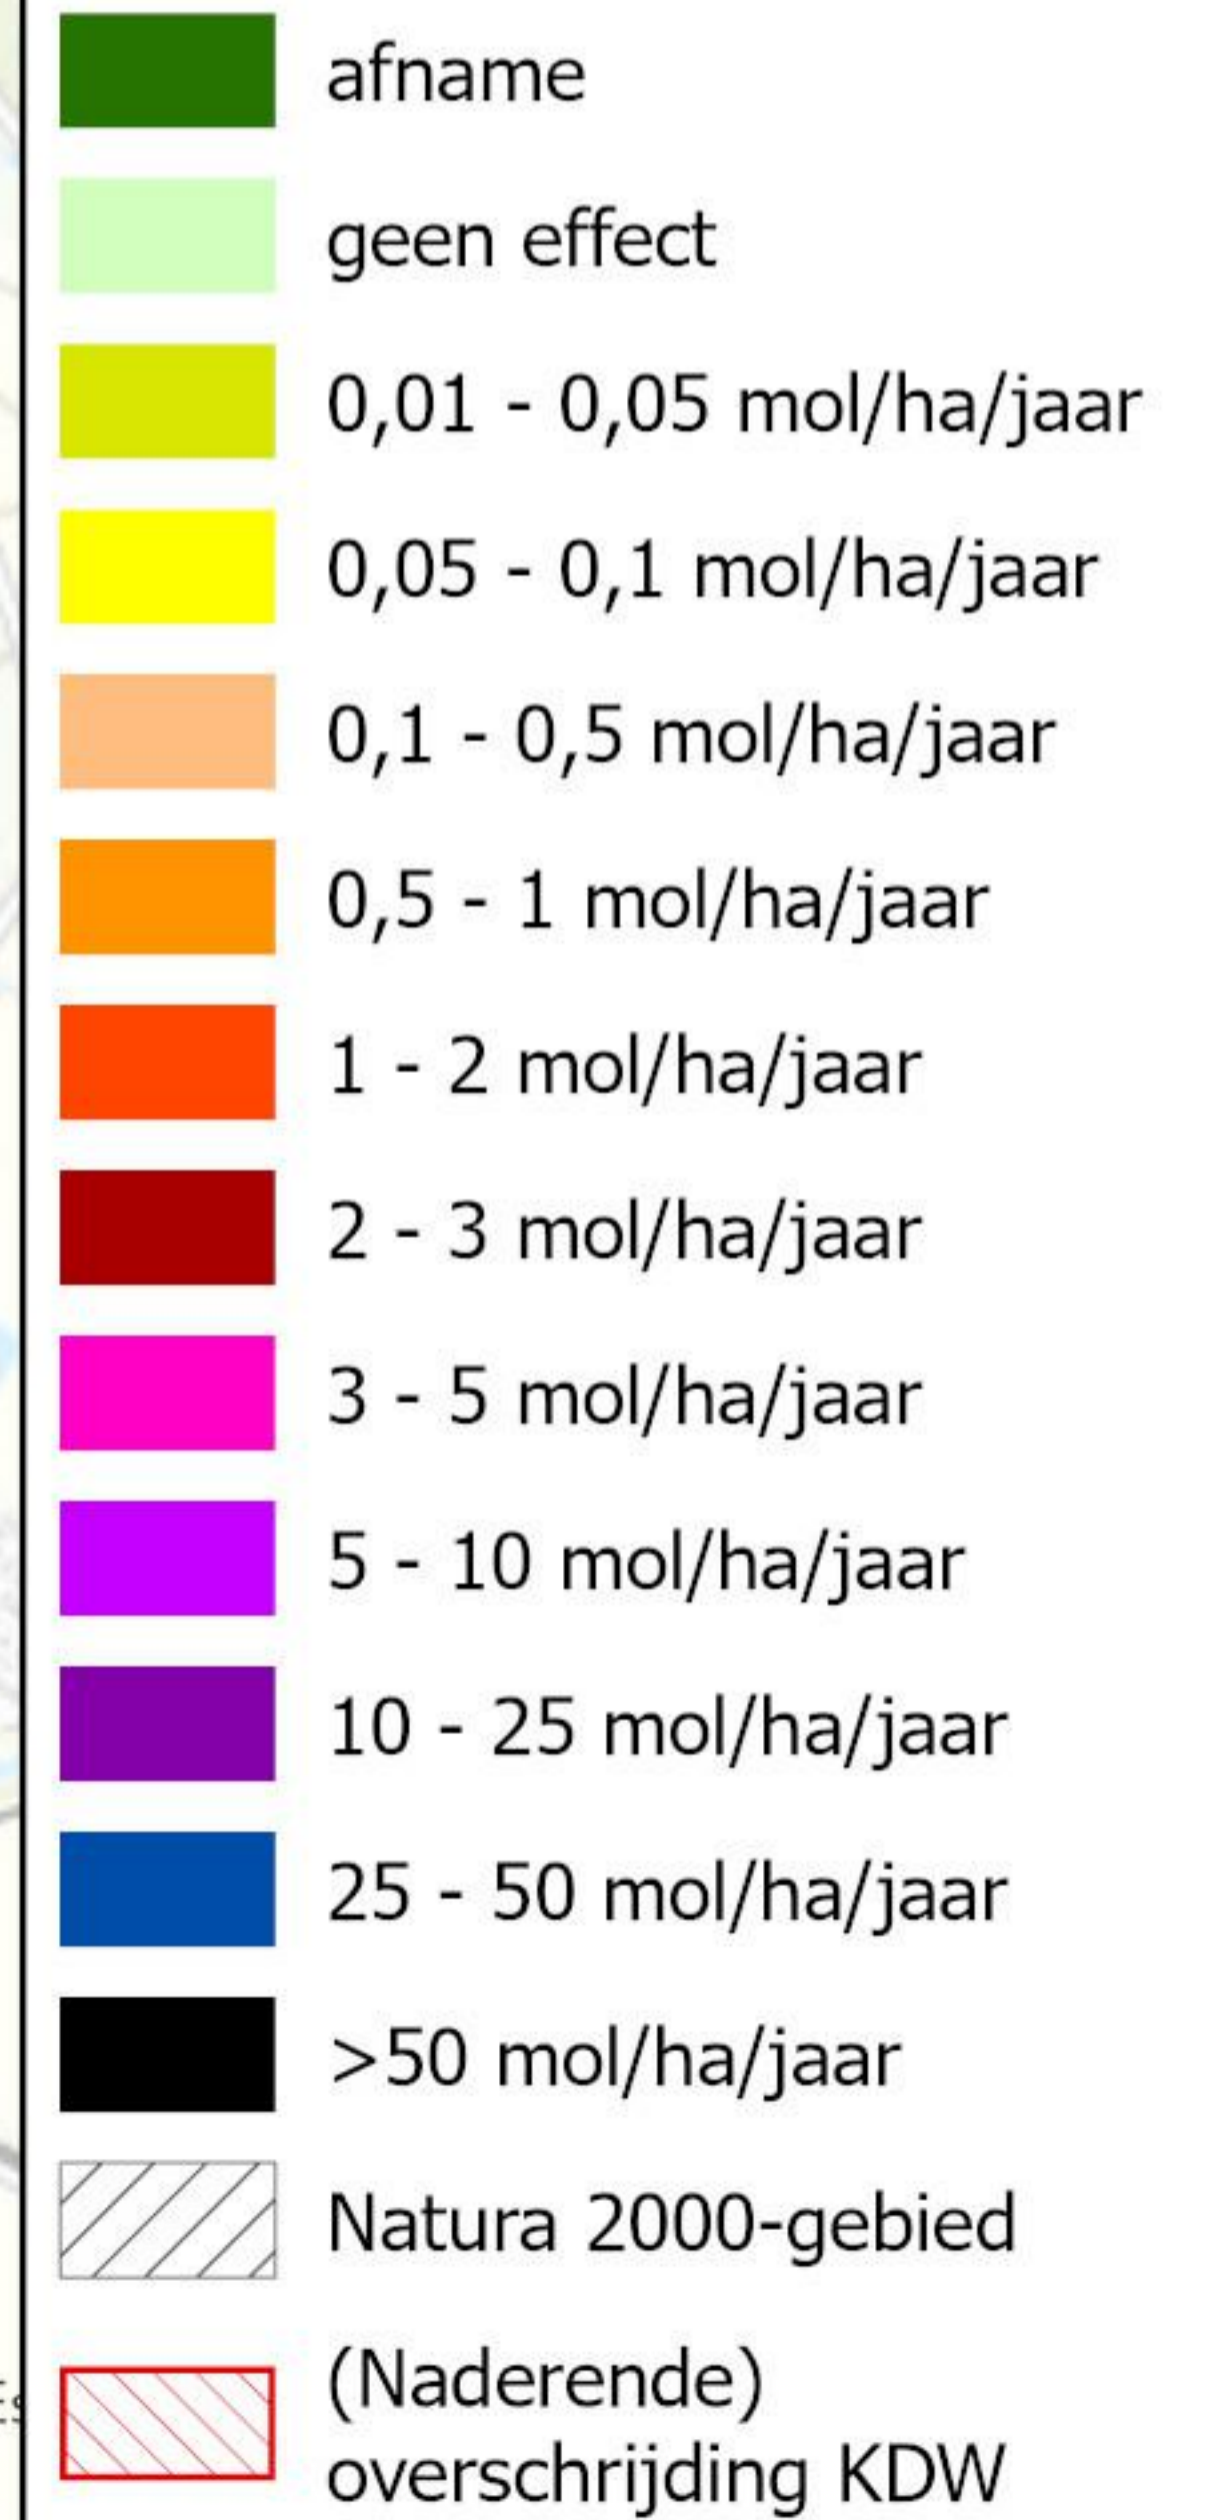 afname
geen effect
0,01 - 0,05 mol/ha/jaar
0,05 - 0,1 mol/ha/jaar
0,1 - 0,5 mol/ha/jaar
0,5 - 1 mol/ha/jaar
1 - 2 mol/ha/jaar
2 - 3 mol/ha/jaar
3 - 5 mol/ha/jaar
5 - 10 mol/ha/jaar
10 - 25 mol/ha/jaar
25 - 50 mol/ha/jaar
>50 mol/ha/jaar
Natura 2000-gebied
(Naderende)
overschrijding KDW